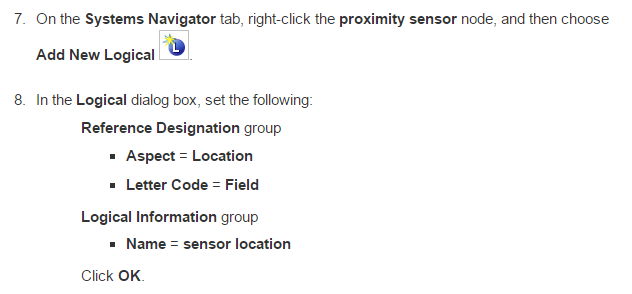 7. On the Systems Navigator tab, right-click the proximity sensor node, and then choose
Add New Logical L.
8. In the Logical dialog box, set the following:
Reference Designation group
▪ Aspect = Location
▪ Letter Code = Field
Logical Information group
▪ Name = sensor location
Click OK.